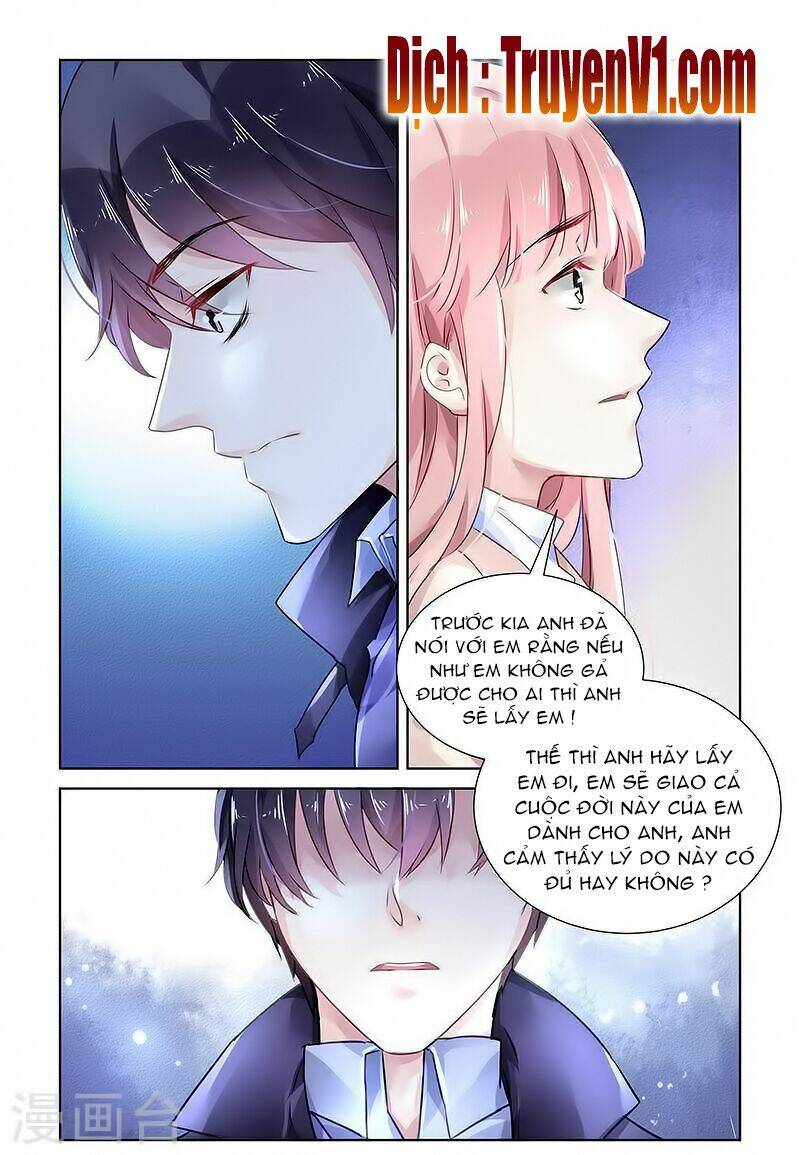 Dịch : TruyenV1.com
TRƯỚC KIA ANH ĐÃ
NÓI VỚI EM RẰNG NẾU
NHƯ EM KHÔNG GẢ
ĐƯỢC CHO AI THÌ ANH
SẼ LẤY EM !
THẾ THÌ ANH HÃY LẤY
EM ĐI, EM SẼ GIAO CẢ
CUỘC ĐỜI NÀY CỦA EM
DÀNH CHO ANH, ANH
CẢM THẤY LÝ DO NÀY CÓ
ĐỦ HAY KHÔNG ?
漫画台